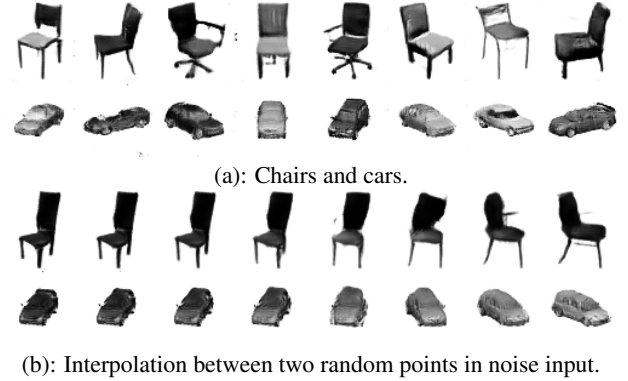 (a): Chairs and cars.
(b): Interpolation between two random points in noise input.